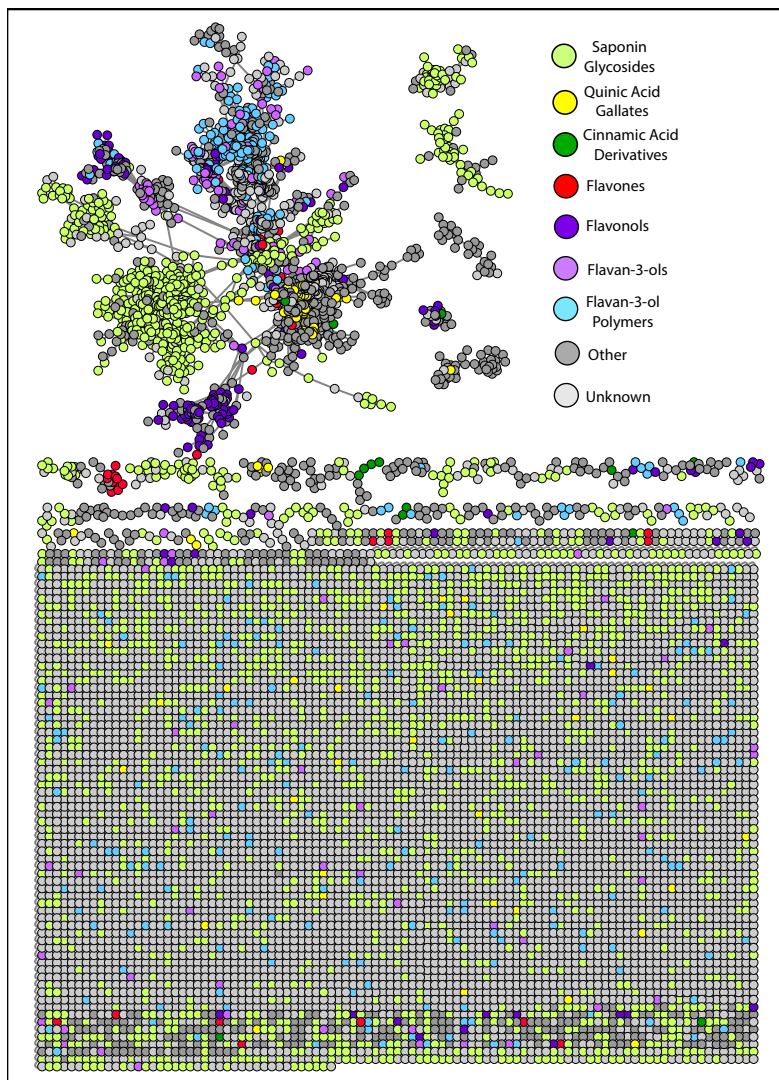 Saponin
Glycosides
Quinic Acid
Gallates
Cinnamic Acid
Derivatives
Flavones
Flavonols
Flavan-3-ols
Flavan-3-ol
Polymers
Other
Unknown